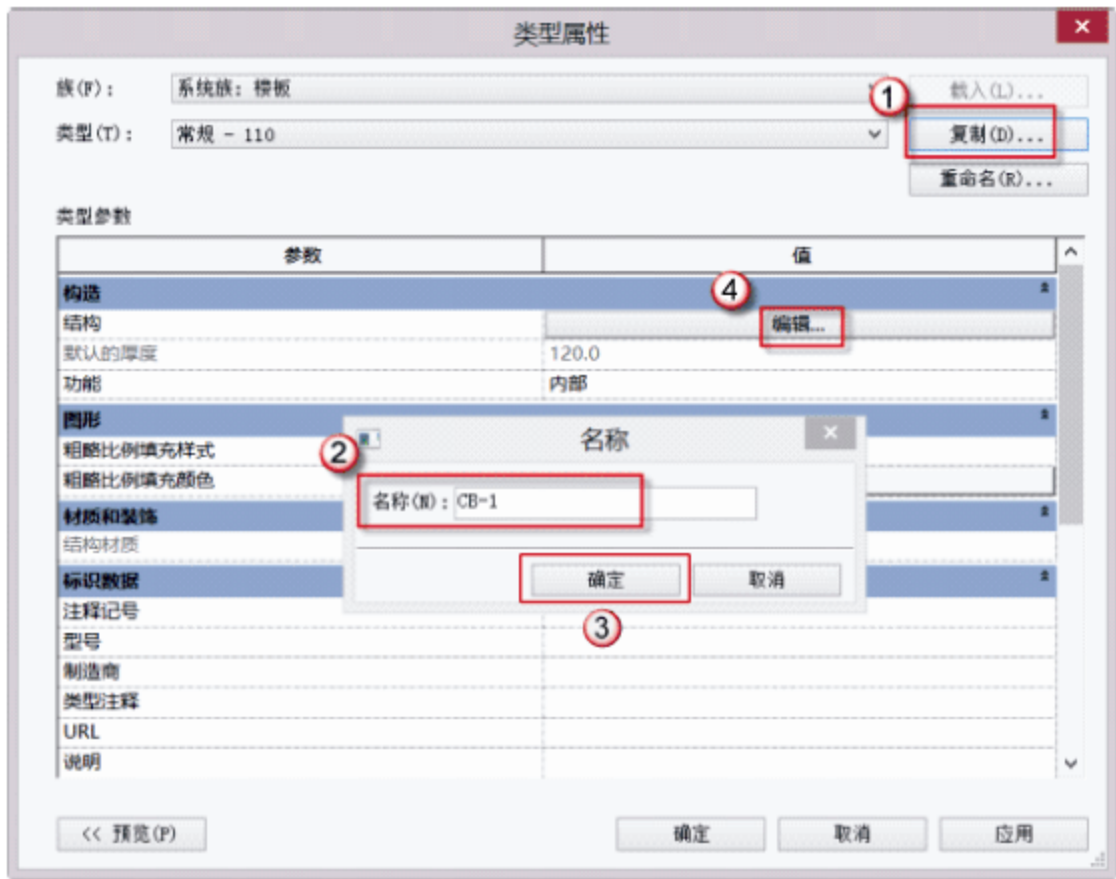 类型属性
族(F): 系统族: 楼板 载入(L)...
①
类型(T): 常规 - 110 复制(D)...
重命名(R)...
类型参数
参数 值
构造
④
结构 编辑...
默认的厚度 120.0
功能 内部
图形
粗略比例填充样式
粗略比例填充颜色
材质和装饰
结构材质
标识数据
注释记号
型号
制造商
类型注释
URL
说明
名称
②
名称(N): CB-1
确定 取消
③
<< 预览(P) 确定 取消 应用